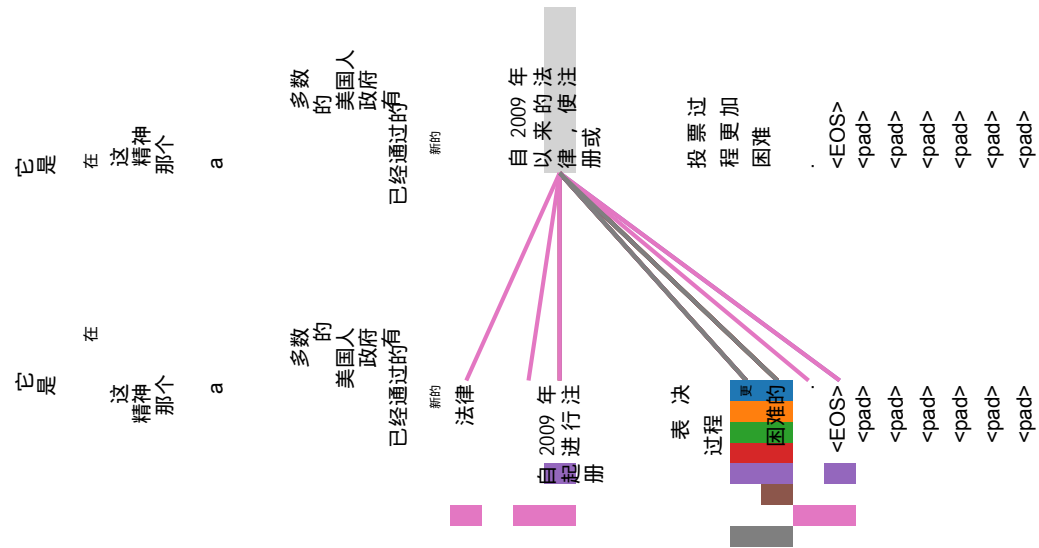 它
是
在
这
精神
那个
a
多数
的
美国人
政府
有
已经通过的
新的
自 2009 年
以来的法
律，使注
册或
投票过
程更加
困难
.
<EOS>
<pad>
<pad>
<pad>
<pad>
<pad>
<pad>
它
是
在
这
精神
那个
a
多数
的
美国人
政府
有
已经通过的
新的
法律
自 2009 年
起进行注
册
表 决
过程
更
困难的
.
<EOS>
<pad>
<pad>
<pad>
<pad>
<pad>
<pad>